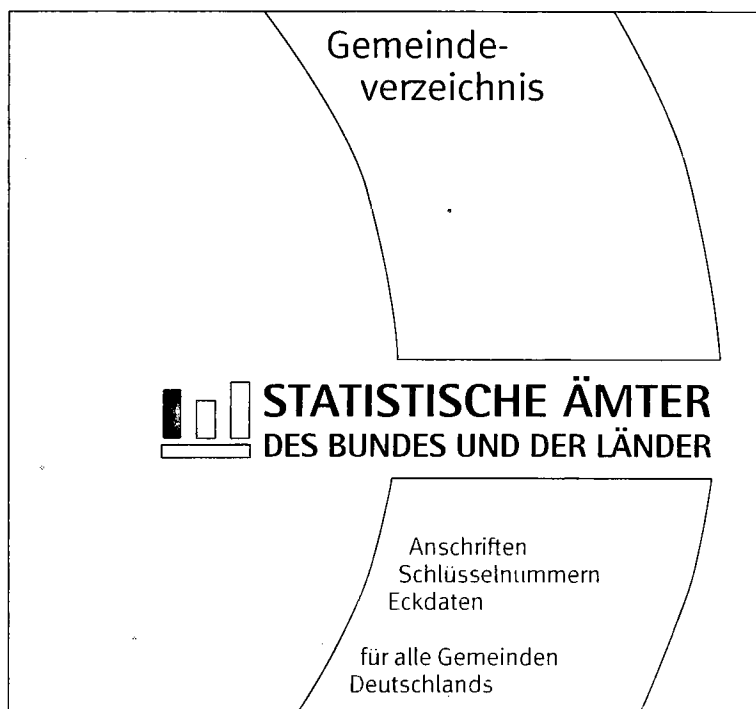 Gemeinde-
verzeichnis
STATISTISCHE ÄMTER
DES BUNDES UND DER LÄNDER
Anschriften
Schlüsselnummern
Eckdaten
für alle Gemeinden
Deutschlands